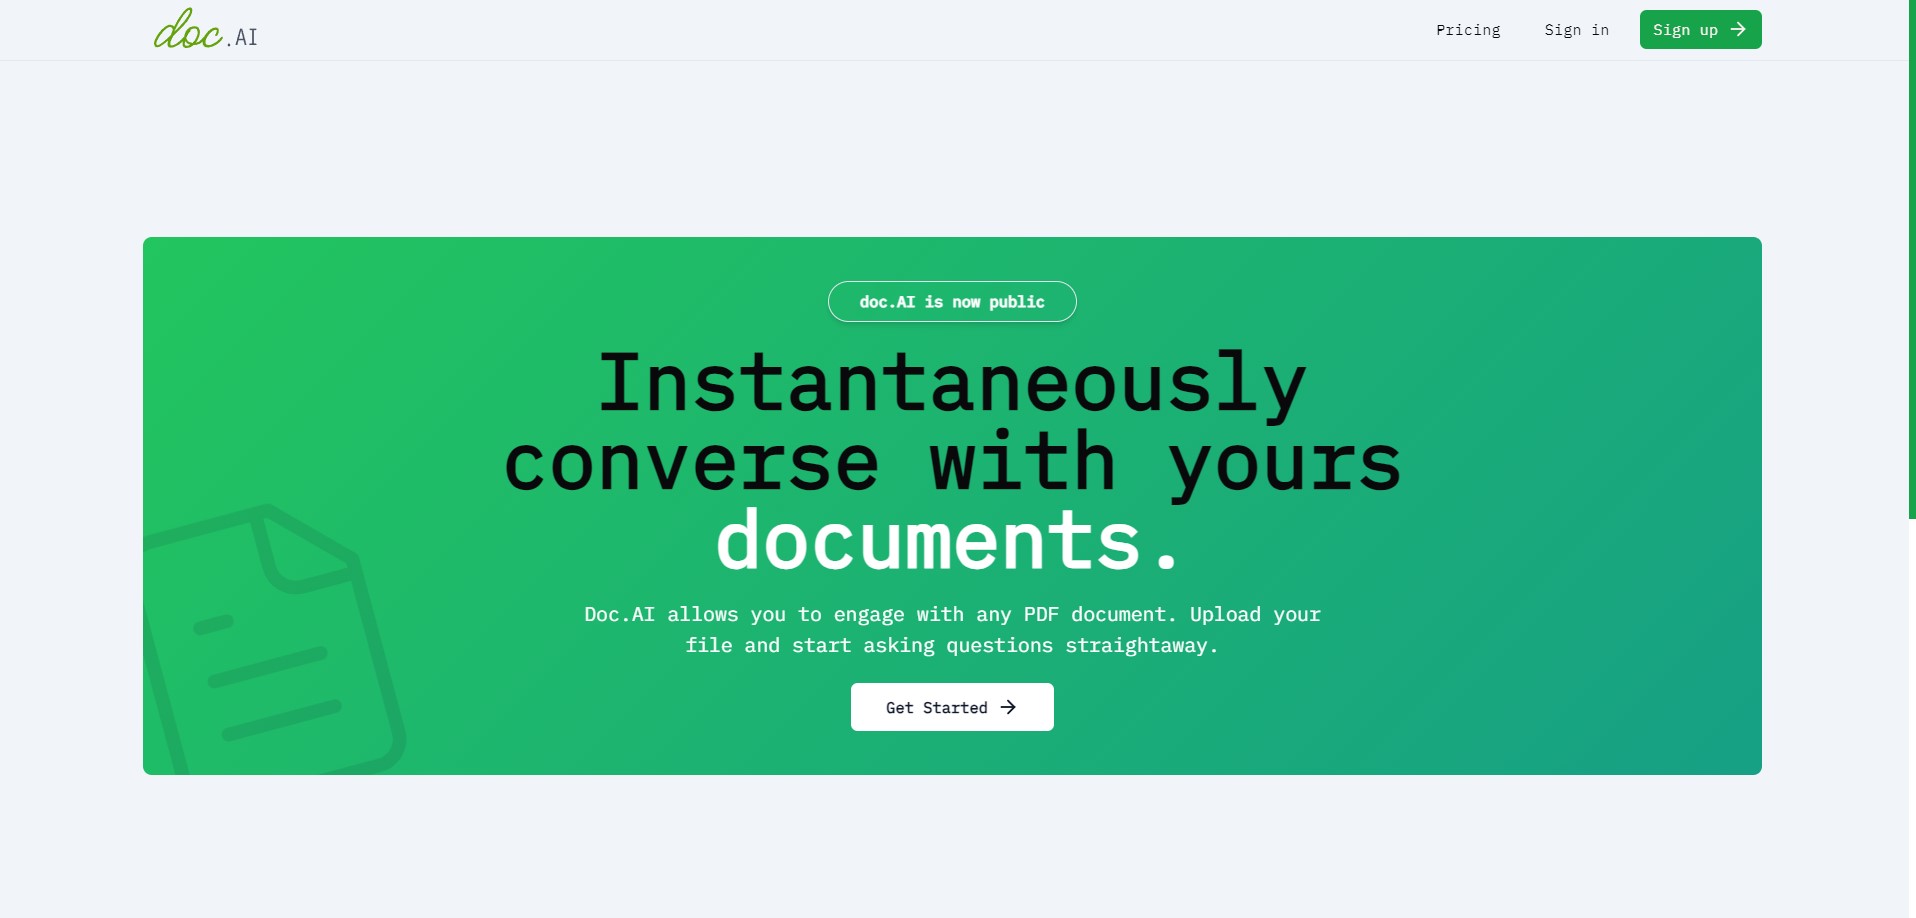 doc.AI
Pricing
Sign in
Sign up
doc.AI is now public
Instantaneously
converse with yours
documents.
Doc.AI allows you to engage with any PDF document. Upload your
file and start asking questions straightaway.
Get Started